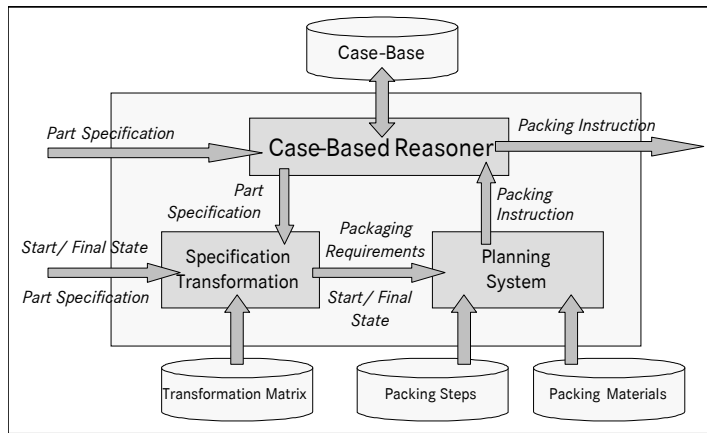 Case-Base
Part Specification
Case-Based Reasoner
Packing Instruction
Part
Specification
Packing
Instruction
Start/ Final State
Part Specification
Specification
Transformation
Packaging
Requirements
Start/ Final
State
Planning
System
Transformation Matrix
Packing Steps
Packing Materials